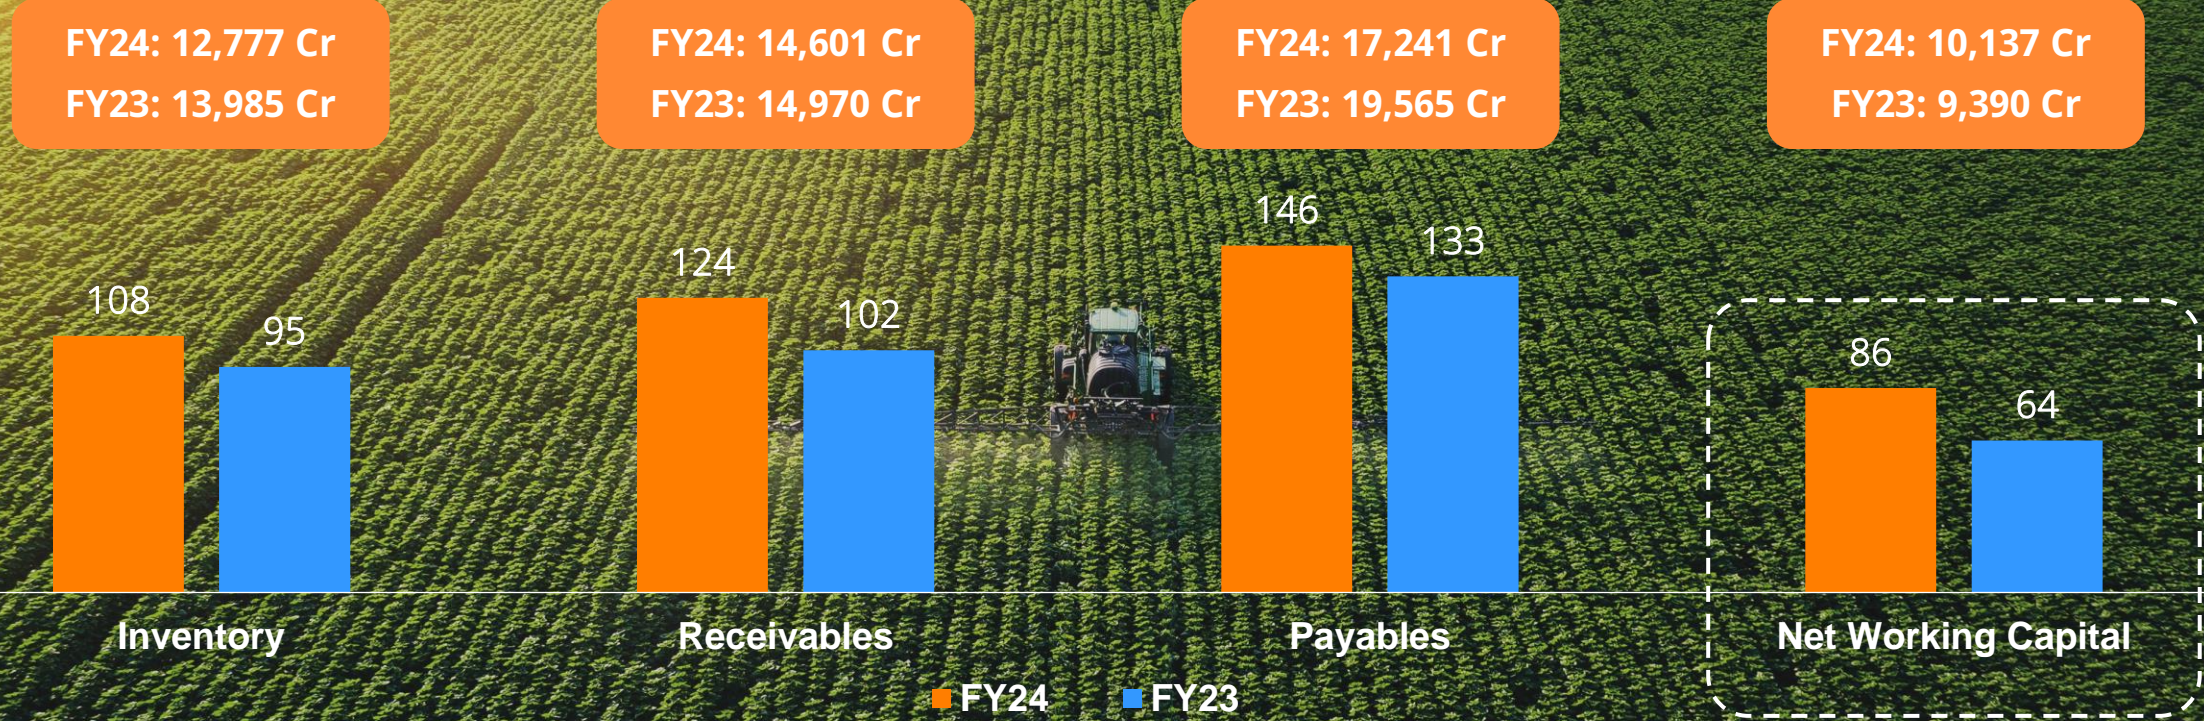 FY24: 12,777 Cr
FY23: 13,985 Cr
FY24: 14,601 Cr
FY23: 14,970 Cr
FY24: 17,241 Cr
FY23: 19,565 Cr
FY24: 10,137 Cr
FY23: 9,390 Cr
108
95
124
102
146
133
86
64
Inventory
Receivables
Payables
Net Working Capital
FY24
FY23